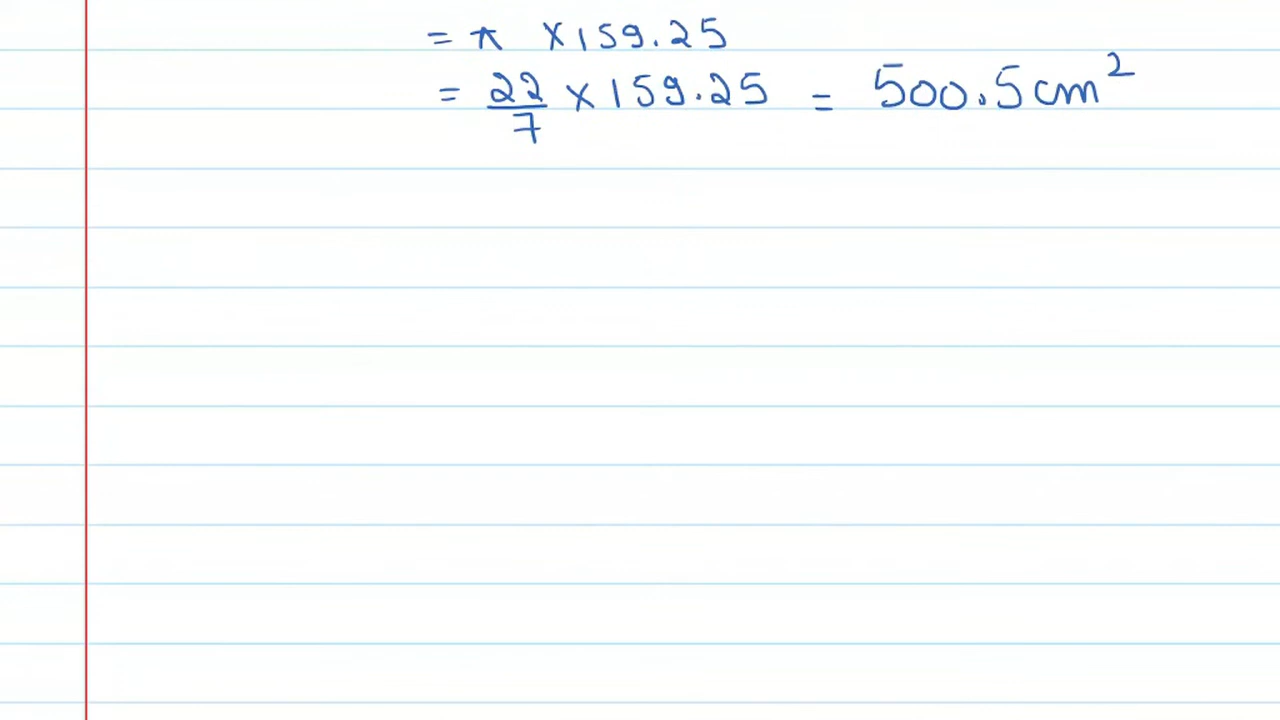 = π × 159.25
= 22/7 × 159.25 = 500.5 cm²